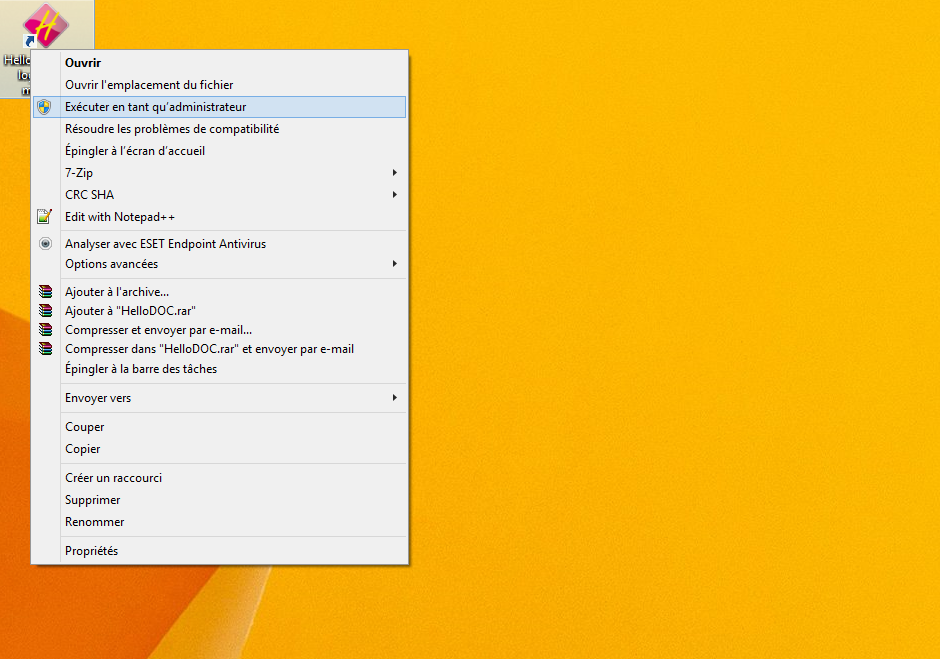 Ouvrir
Ouvrir l'emplacement du fichier
Exécuter en tant qu'administrateur
Résoudre les problèmes de compatibilité
Épingler à l'écran d'accueil
7-Zip
CRC SHA
Edit with Notepad++
Analyser avec ESET Endpoint Antivirus
Options avancées
Ajouter à l'archive...
Ajouter à "HelloDOC.rar"
Compresser et envoyer par e-mail...
Compresser dans "HelloDOC.rar" et envoyer par e-mail
Épingler à la barre des tâches
Envoyer vers
Couper
Copier
Créer un raccourci
Supprimer
Renommer
Propriétés